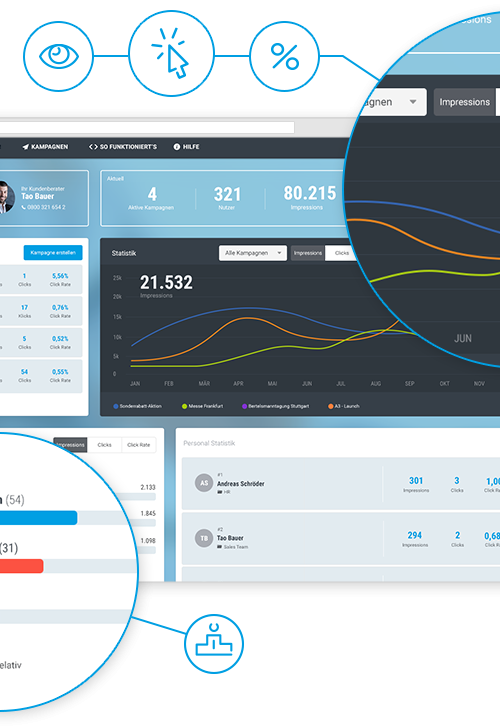 %
Impressions
KAMPAGNEN
<> SO FUNKTIONIERT'S
HILFE
Ihr Kundenberater
Tao Bauer
0800 321 654 2
Aktuell
4
Aktive Kampagnen
321
Nutzer
80.215
Impressions
Kampagne erstellen
1
Clicks
5,56%
Click Rate
17
Klicks
0,76%
Click Rate
5
Clicks
0,52%
Click Rate
54
Clicks
0,55%
Click Rate
Statistik
Alle Kampagnen
Impressions
Clicks
21.532
Impressions
25k
20k
15k
10k
5k
0
JAN
FEB
MÄR
APR
MAI
JUN
JUL
AUG
SEP
OKT
NOV
Sonderrabatt-Aktion
Messe Frankfurt
Bertelsmanntagung Stuttgart
A3 - Launch
JUN
Impressions
Clicks
Click Rate
2.133
1.845
1.098
(54)
(31)
elativ
Personal Statistik
AS
#1
Andreas Schröder
HR
301
Impressions
3
Clicks
1,00
Click R
TB
#2
Tao Bauer
Sales Team
294
Impressions
2
Clicks
0,68
Click R